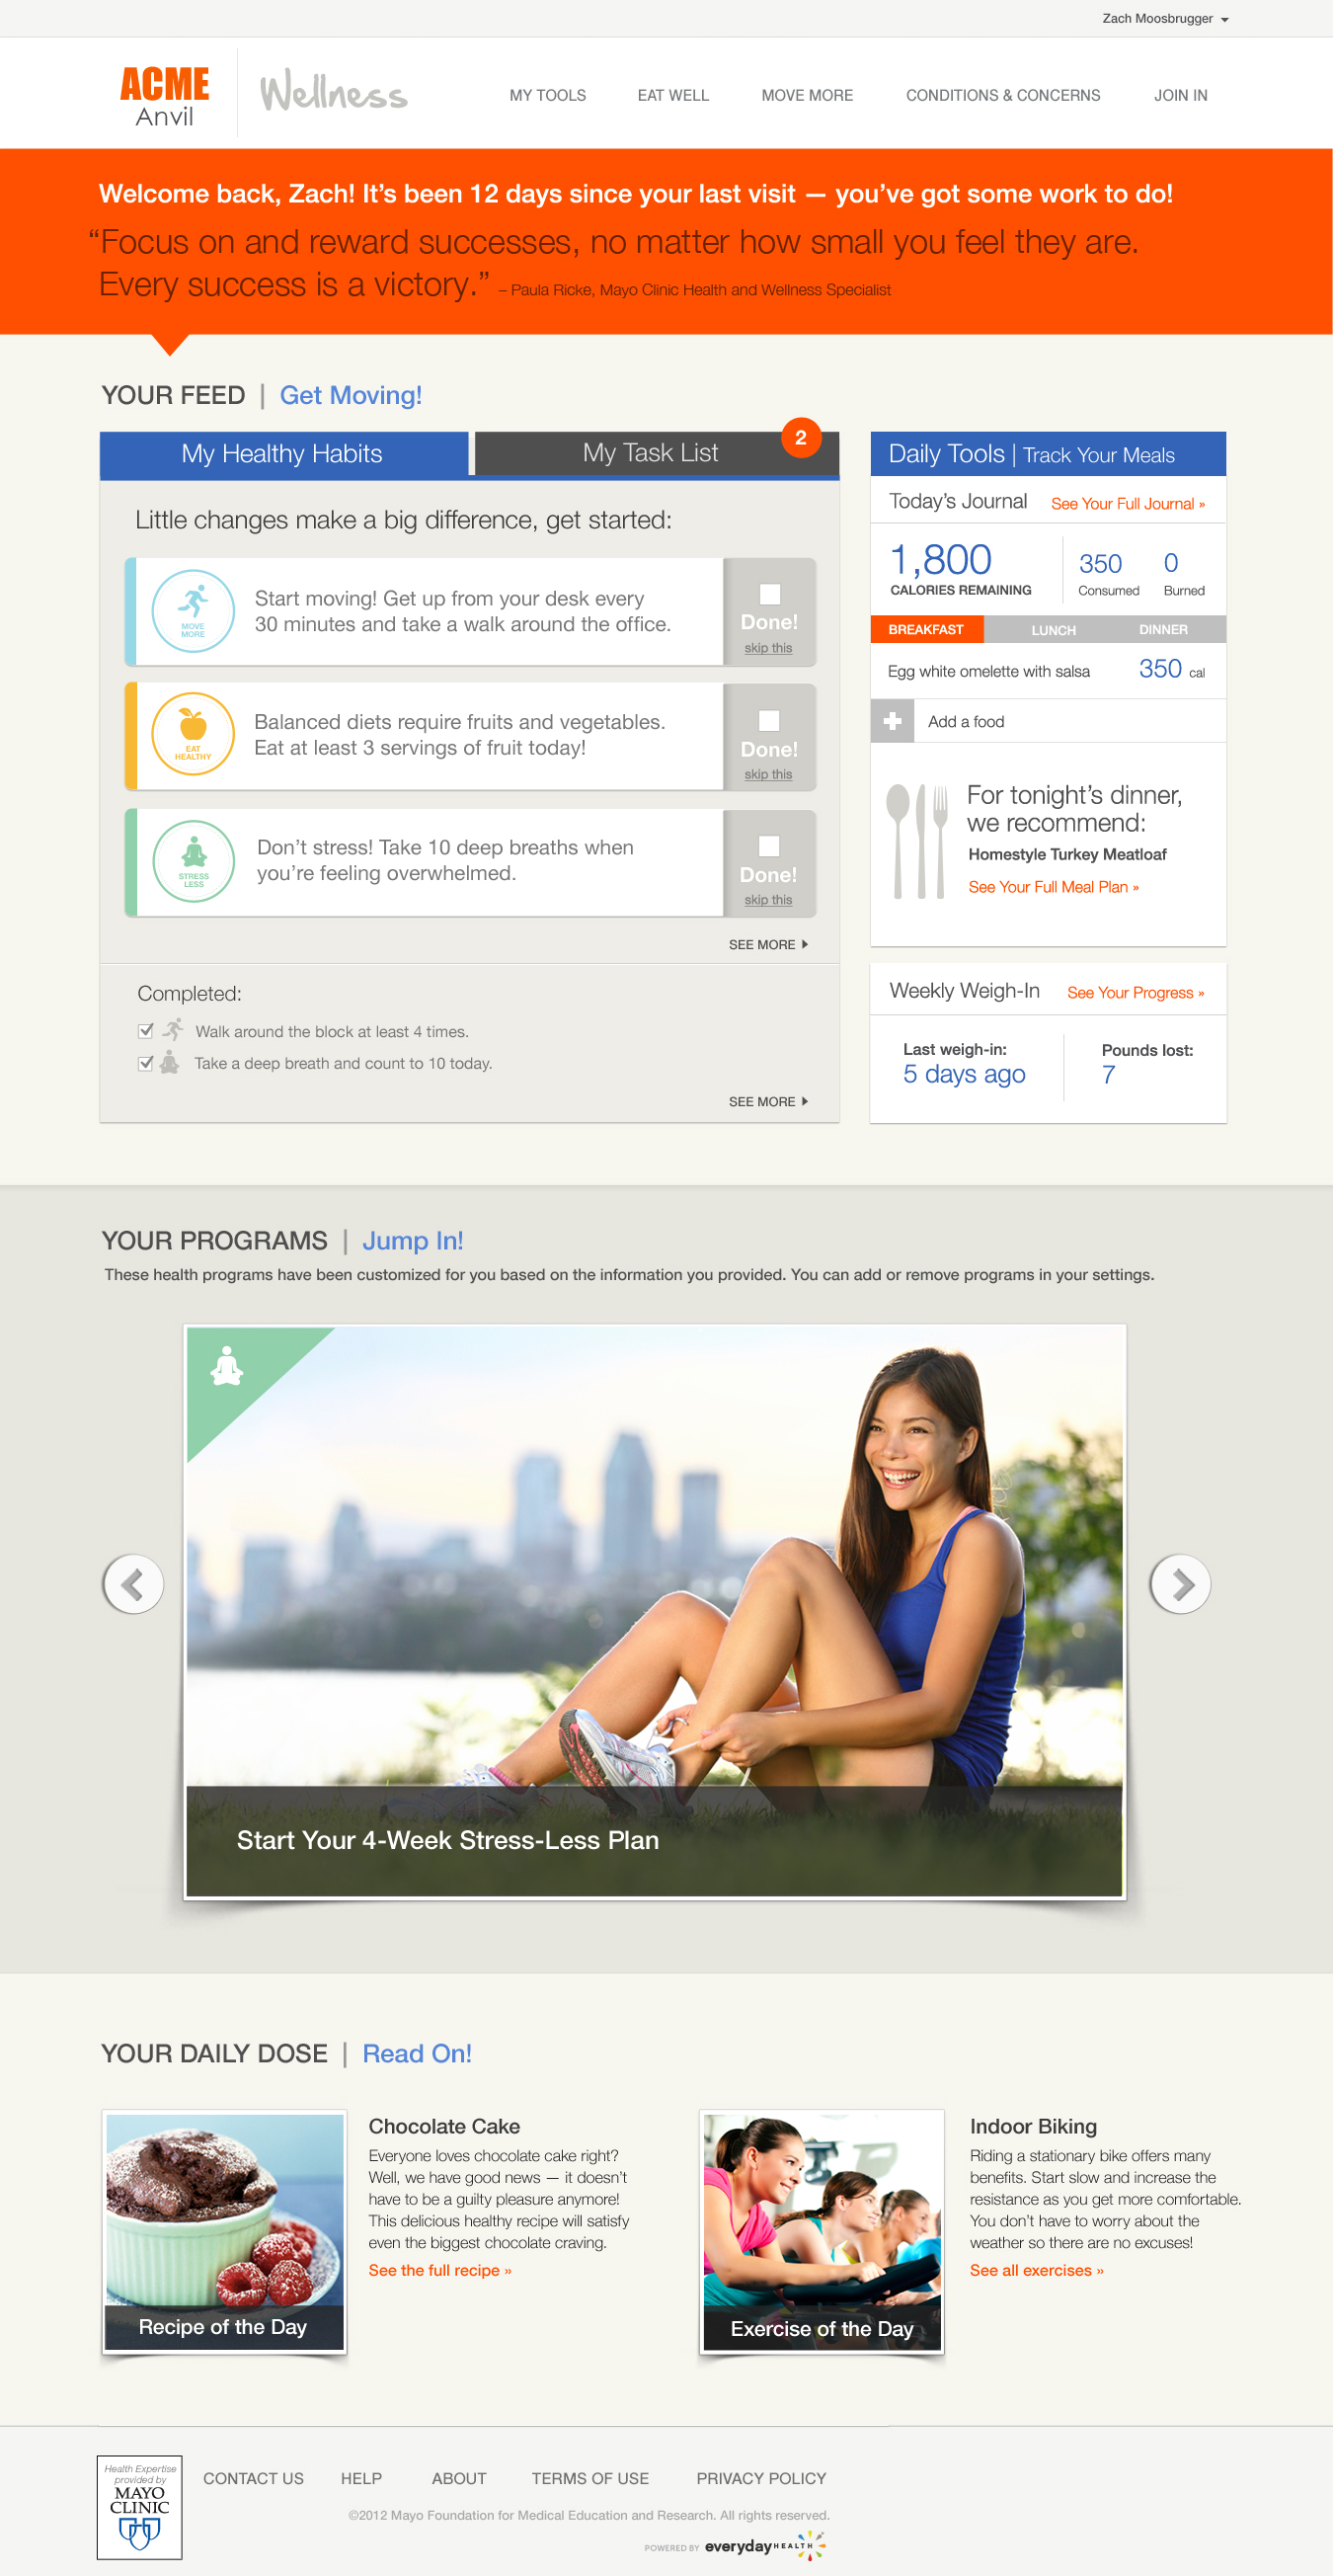 Zach Moosbrugger
ACME
Anvil
Wellness
MY TOOLS
EAT WELL
MOVE MORE
CONDITIONS & CONCERNS
JOIN IN
Welcome back, Zach! It's been 12 days since your last visit — you've got some work to do!
“Focus on and reward successes, no matter how small you feel they are.
Every success is a victory.” – Paula Ricke, Mayo Clinic Health and Wellness Specialist
YOUR FEED | Get Moving!
My Healthy Habits
My Task List
2
Little changes make a big difference, get started:
MOVE
MORE
Start moving! Get up from your desk every
30 minutes and take a walk around the office.
Done!
skip this
EAT
HEALTHY
Balanced diets require fruits and vegetables.
Eat at least 3 servings of fruit today!
Done!
skip this
STRESS
LESS
Don't stress! Take 10 deep breaths when
you're feeling overwhelmed.
Done!
skip this
SEE MORE
Completed:
Walk around the block at least 4 times.
Take a deep breath and count to 10 today.
SEE MORE
Daily Tools | Track Your Meals
Today's Journal
See Your Full Journal »
1,800
CALORIES REMAINING
350
Consumed
0
Burned
BREAKFAST
LUNCH
DINNER
Egg white omelette with salsa
350 cal
Add a food
For tonight's dinner,
we recommend:
Homestyle Turkey Meatloaf
See Your Full Meal Plan »
Weekly Weigh-In
See Your Progress »
Last weigh-in:
5 days ago
Pounds lost:
7
YOUR PROGRAMS | Jump In!
These health programs have been customized for you based on the information you provided. You can add or remove programs in your settings.
Start Your 4-Week Stress-Less Plan
YOUR DAILY DOSE | Read On!
Recipe of the Day
Chocolate Cake
Everyone loves chocolate cake right?
Well, we have good news — it doesn't
have to be a guilty pleasure anymore!
This delicious healthy recipe will satisfy
even the biggest chocolate craving.
See the full recipe »
Exercise of the Day
Indoor Biking
Riding a stationary bike offers many
benefits. Start slow and increase the
resistance as you get more comfortable.
You don't have to worry about the
weather so there are no excuses!
See all exercises »
Health Expertise
provided by
MAYO
CLINIC
CONTACT US
HELP
ABOUT
TERMS OF USE
PRIVACY POLICY
©2012 Mayo Foundation for Medical Education and Research. All rights reserved.
POWERED BY everyday HEALTH